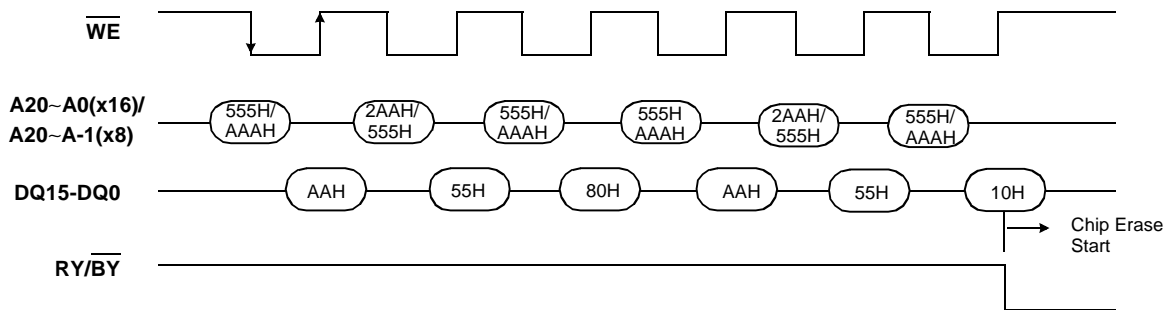 WE
A20~A0(x16)/
A20~A-1(x8)
555H/
AAAH
2AAH/
555H
555H/
AAAH
555H
AAAH
2AAH/
555H
555H/
AAAH
DQ15-DQ0
AAH
55H
80H
AAH
55H
10H
Chip Erase
Start
RY/BY